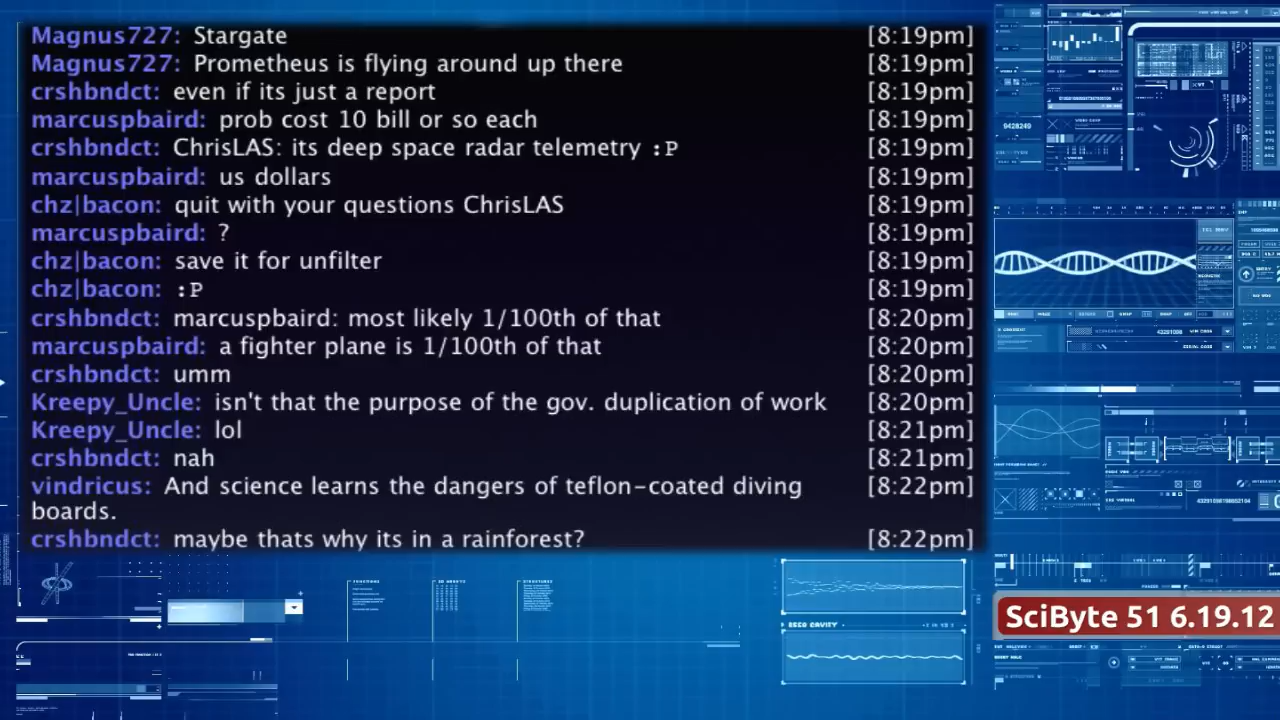 Magnus727: Stargate [8:19pm]
Magnus727: Prometheus is flying around up there [8:19pm]
crshbndct: even if its just a report [8:19pm]
marcuspbaird: prob cost 10 bill or so each [8:19pm]
crshbndct: ChrisLAS: its on space radar telemetry :P [8:19pm]
marcuspbaird: us dollars [8:19pm]
chz|bacon: quit with your questions ChrisLAS [8:19pm]
marcuspbaird: ? [8:19pm]
chz|bacon: save it for unfilter [8:19pm]
chz|bacon: :P [8:19pm]
crshbndct: marcuspbaird: most likely 1/100th of that [8:20pm]
marcuspbaird: a fighter plane is 1/100th of that [8:20pm]
crshbndct: umm [8:20pm]
Kreepy_Uncle: isn't that the purpose of the gov. duplication of work [8:20pm]
Kreepy_Uncle: lol [8:21pm]
crshbndct: nah [8:21pm]
vindricus: And science learns the dangers of teflon-coated diving [8:22pm]
boards.
crshbndct: maybe thats why its in a rainforest? [8:22pm]
9428249
SciByte 51 6.19.12